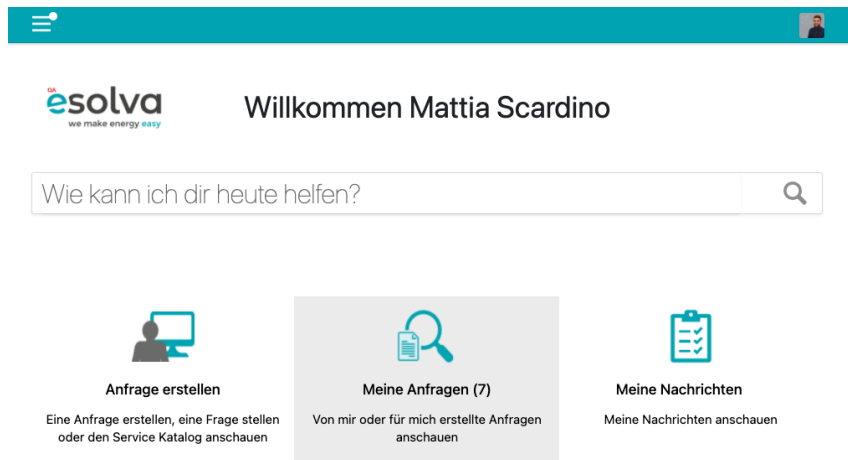 QA
esolva
we make energy easy
Willkommen Mattia Scardino
Wie kann ich dir heute helfen?
Anfrage erstellen
Eine Anfrage erstellen, eine Frage stellen
oder den Service Katalog anschauen
Meine Anfragen (7)
Von mir oder für mich erstellte Anfragen
anschauen
Meine Nachrichten
Meine Nachrichten anschauen